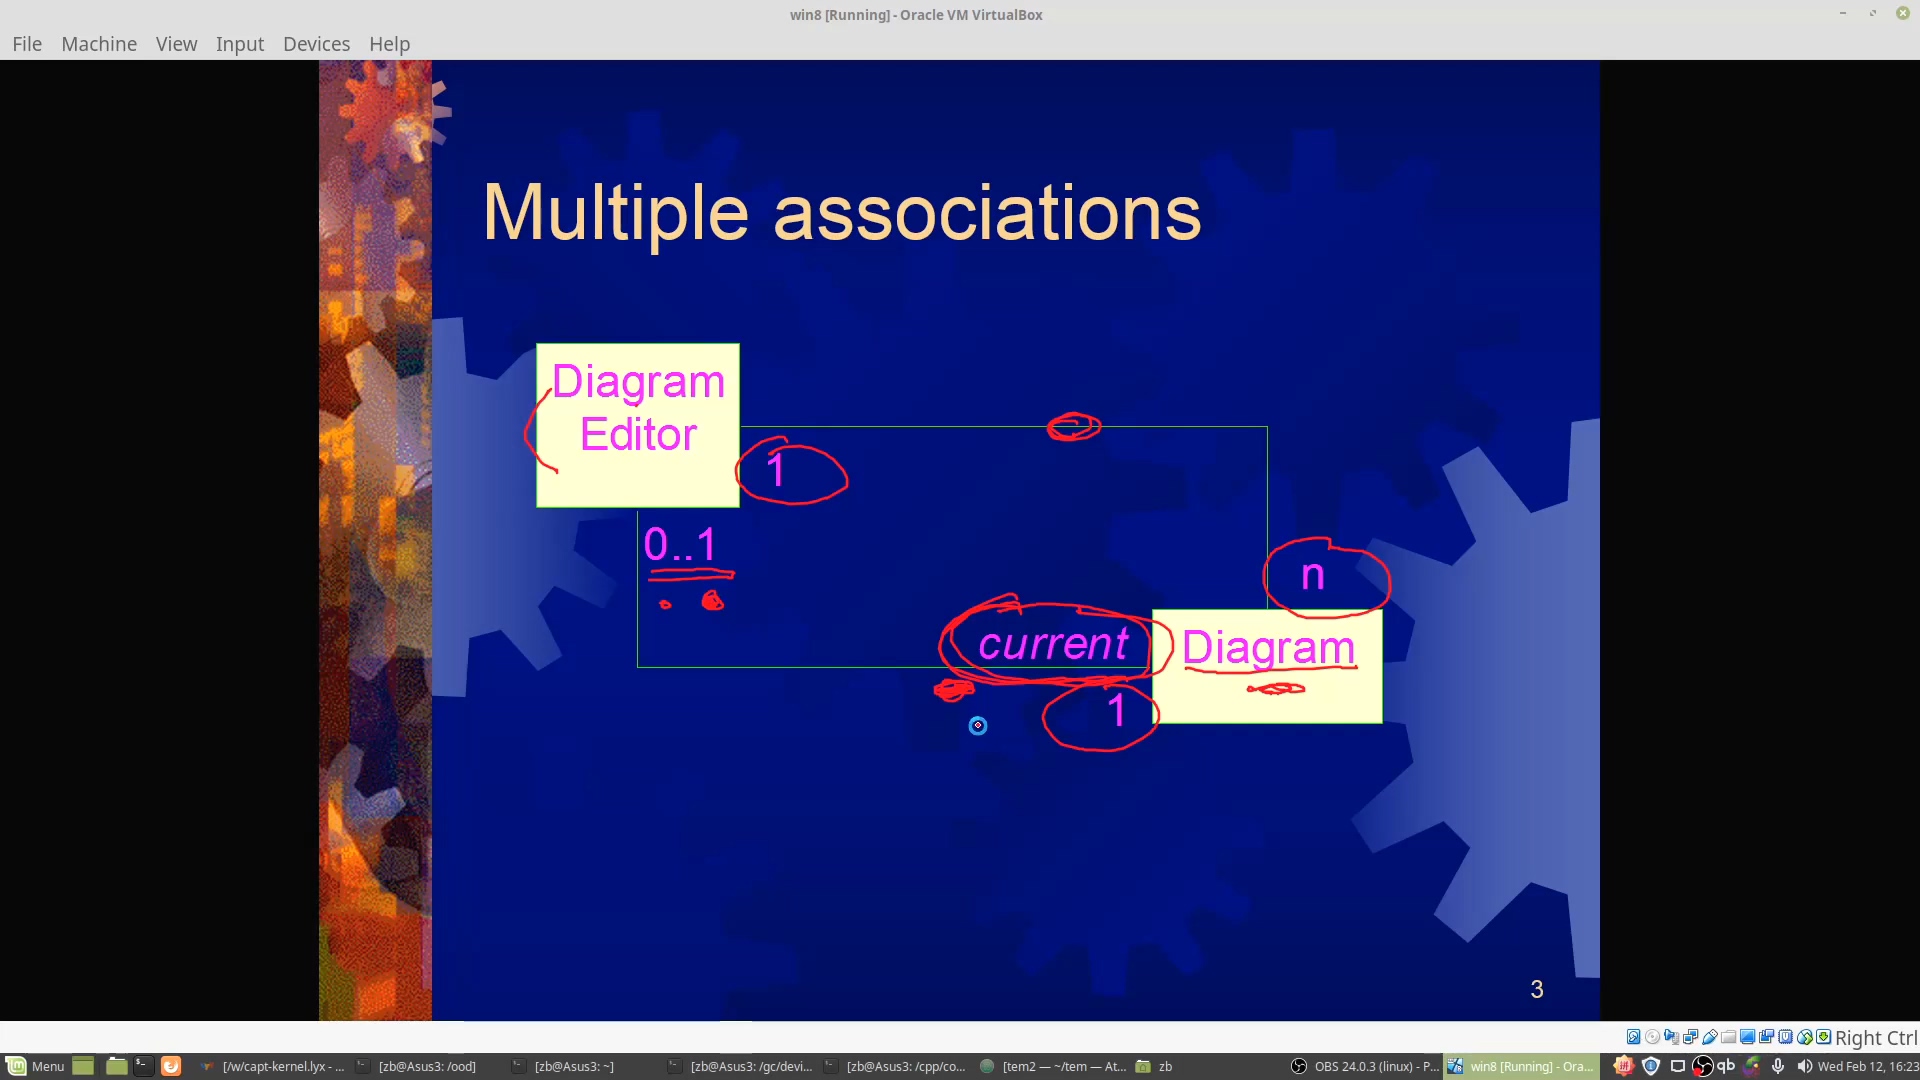 win8 [Running] - Oracle VM VirtualBox
File Machine View Input Devices Help
Multiple associations
Diagram
Editor
1
0..1
n
current
Diagram
1
3
Right Ctrl
Menu
[/w/capt-kernel.lyx - ...
[zb@Asus3: /ood]
[zb@Asus3: ~]
[zb@Asus3: /gc/devi...
[zb@Asus3: /cpp/co...
[tem2 — ~/tem — At...
zb
OBS 24.0.3 (linux) - P...
win8 [Running] - Ora...
qb
Wed Feb 12, 16:23